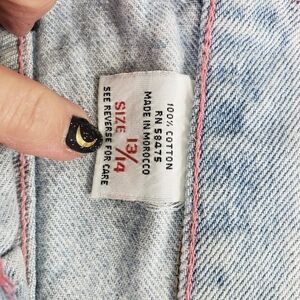 100% COTTON
RN 58475
MADE IN MOROCCO
SIZE 13/14
SEE REVERSE FOR CARE